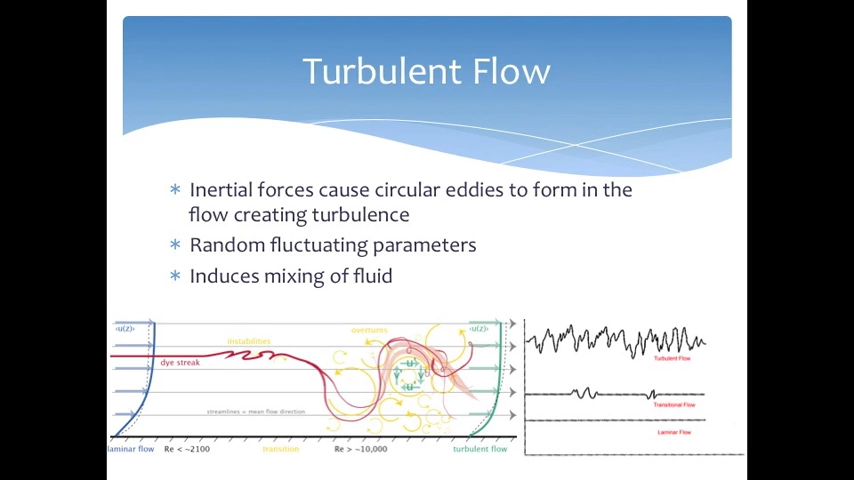 Turbulent Flow
* Inertial forces cause circular eddies to form in the
flow creating turbulence
* Random fluctuating parameters
* Induces mixing of fluid
‹u(z)›
instabilities
overturns
‹u(z)›
dye streak
streamlines = mean flow direction
u'
u'
laminar flow
Re < ~2100
transition
Re > ~10,000
turbulent flow
Turbulent Flow
Transitional Flow
Laminar Flow